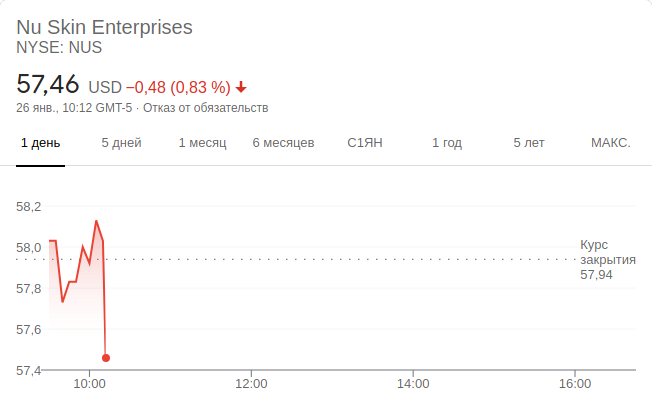 Nu Skin Enterprises
NYSE: NUS
57,46 USD −0,48 (0,83 %)
26 янв., 10:12 GMT-5 · Отказ от обязательств
1 день 5 дней 1 месяц 6 месяцев С1ЯН 1 год 5 лет МАКС.
58,2
58,0
57,8
57,6
57,4
Курс
закрытия
57,94
10:00 12:00 14:00 16:00